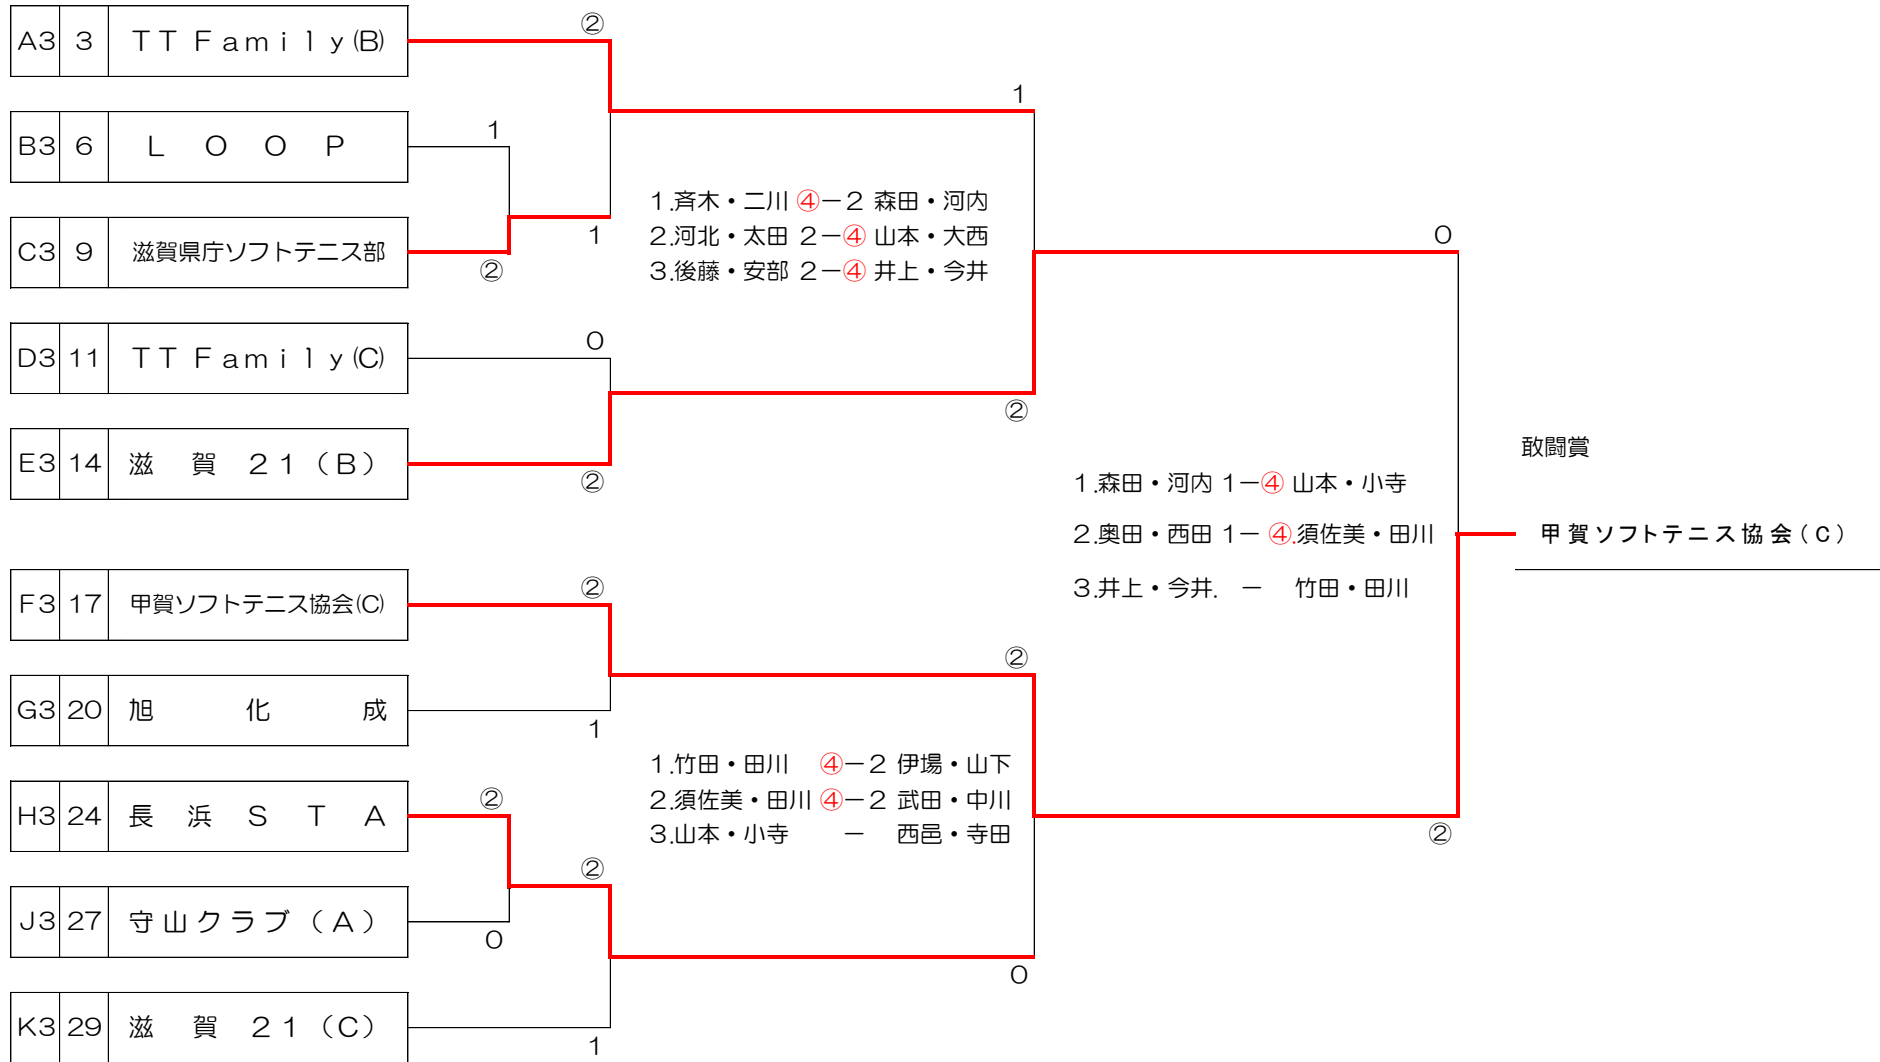 A3 3 TT Family(B)
②
1
B3 6 LOOP
1
1.斉木・二川 ④ー2 森田・河内
2.河北・太田 2ー④ 山本・大西
3.後藤・安部 2ー④ 井上・今井
1
C3 9 滋賀県庁ソフトテニス部
②
0
D3 11 TT Family(C)
0
②
E3 14 滋賀21(B)
②
敢闘賞
1.森田・河内 1ー④ 山本・小寺
2.奥田・西田 1ー ④.須佐美・田川
3.井上・今井. ー 竹田・田川
甲賀ソフトテニス協会(C)
F3 17 甲賀ソフトテニス協会(C)
②
②
G3 20 旭化成
1
1.竹田・田川 ④ー2 伊場・山下
2.須佐美・田川 ④ー2 武田・中川
3.山本・小寺 ー 西邑・寺田
H3 24 長浜STA
②
②
②
J3 27 守山クラブ(A)
0
0
K3 29 滋賀21(C)
1